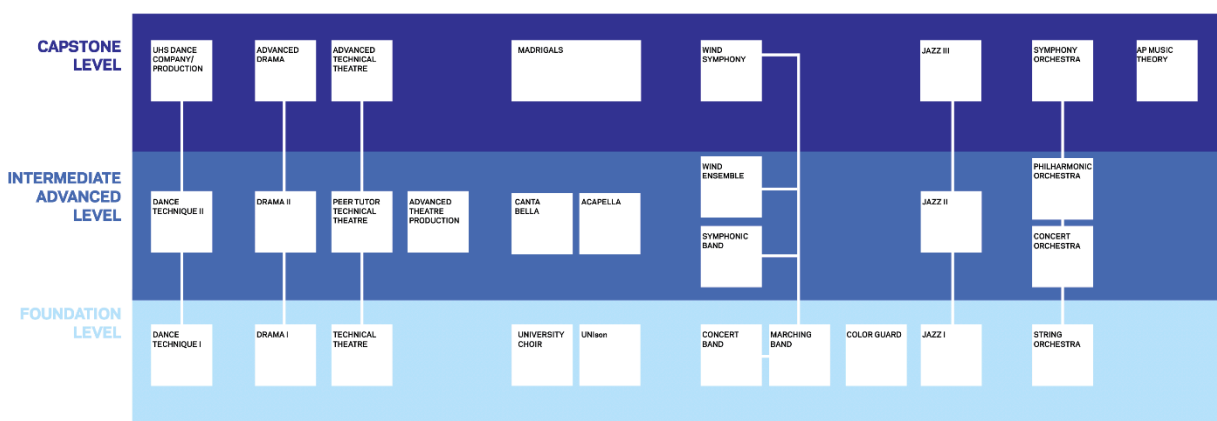 CAPSTONE
LEVEL
UHS DANCE
COMPANY/
PRODUCTION
ADVANCED
DRAMA
ADVANCED
TECHNICAL
THEATRE
MADRIGALS
WIND
SYMPHONY
JAZZ III
SYMPHONY
ORCHESTRA
AP MUSIC
THEORY
INTERMEDIATE
ADVANCED
LEVEL
DANCE
TECHNIQUE II
DRAMA II
PEER TUTOR
TECHNICAL
THEATRE
ADVANCED
THEATRE
PRODUCTION
CANTA
BELLA
ACAPELLA
WIND
ENSEMBLE
SYMPHONIC
BAND
JAZZ II
PHILHARMONIC
ORCHESTRA
CONCERT
ORCHESTRA
FOUNDATION
LEVEL
DANCE
TECHNIQUE I
DRAMA I
TECHNICAL
THEATRE
UNIVERSITY
CHOIR
UNIson
CONCERT
BAND
MARCHING
BAND
COLOR GUARD
JAZZ I
STRING
ORCHESTRA